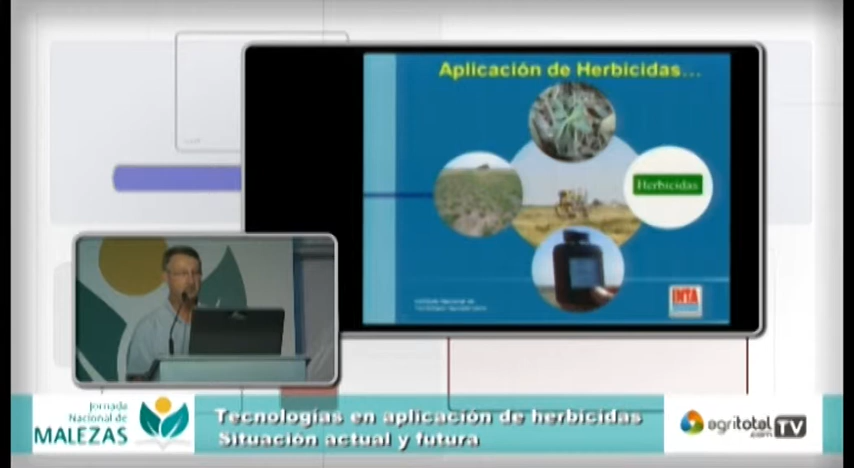 Aplicación de Herbicidas...
Herbicidas
INTA
Jornada
Nacional de
MALEZAS
Tecnologías en aplicación de herbicidas
Situación actual y futura
agritotal
.com
TV